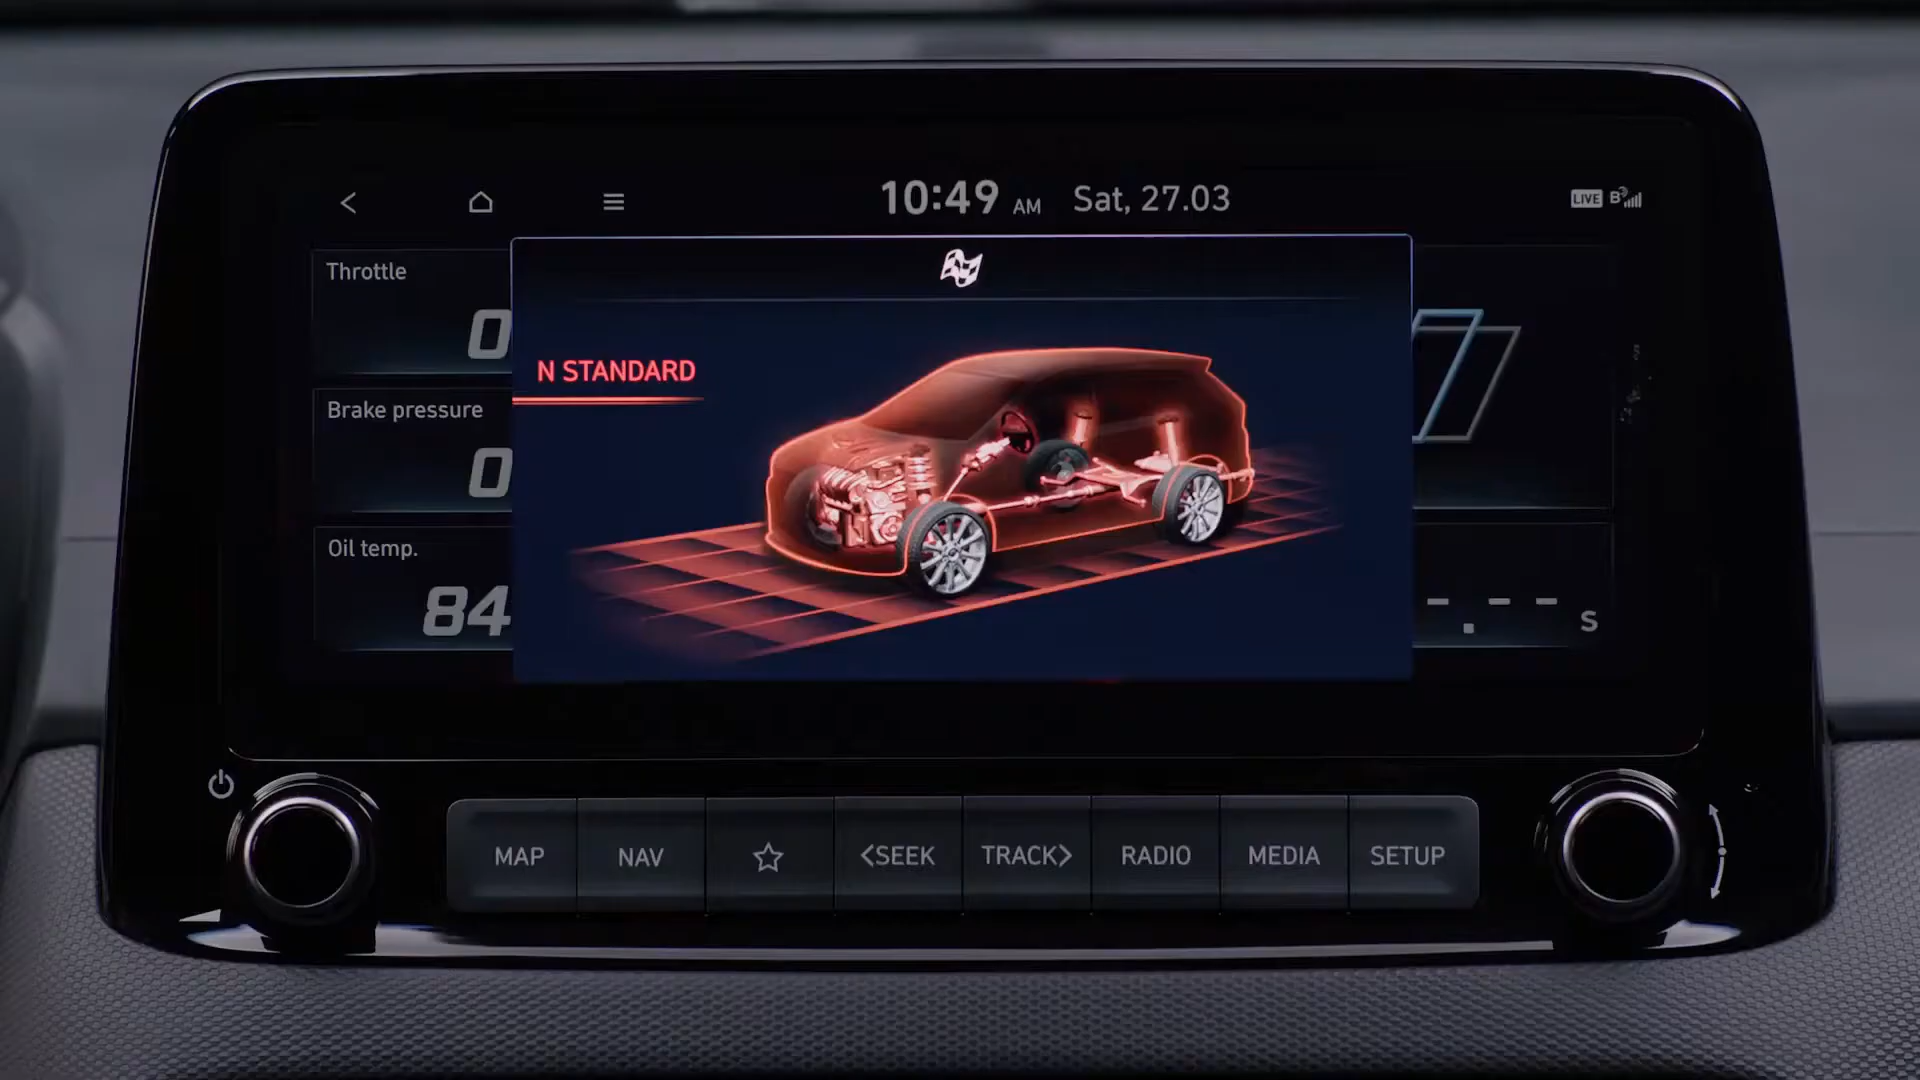 10:49 AM Sat, 27.03
LIVE B
Throttle
0
N STANDARD
Brake pressure
0
Oil temp.
84
- . - - S
MAP NAV <SEEK TRACK> RADIO MEDIA SETUP